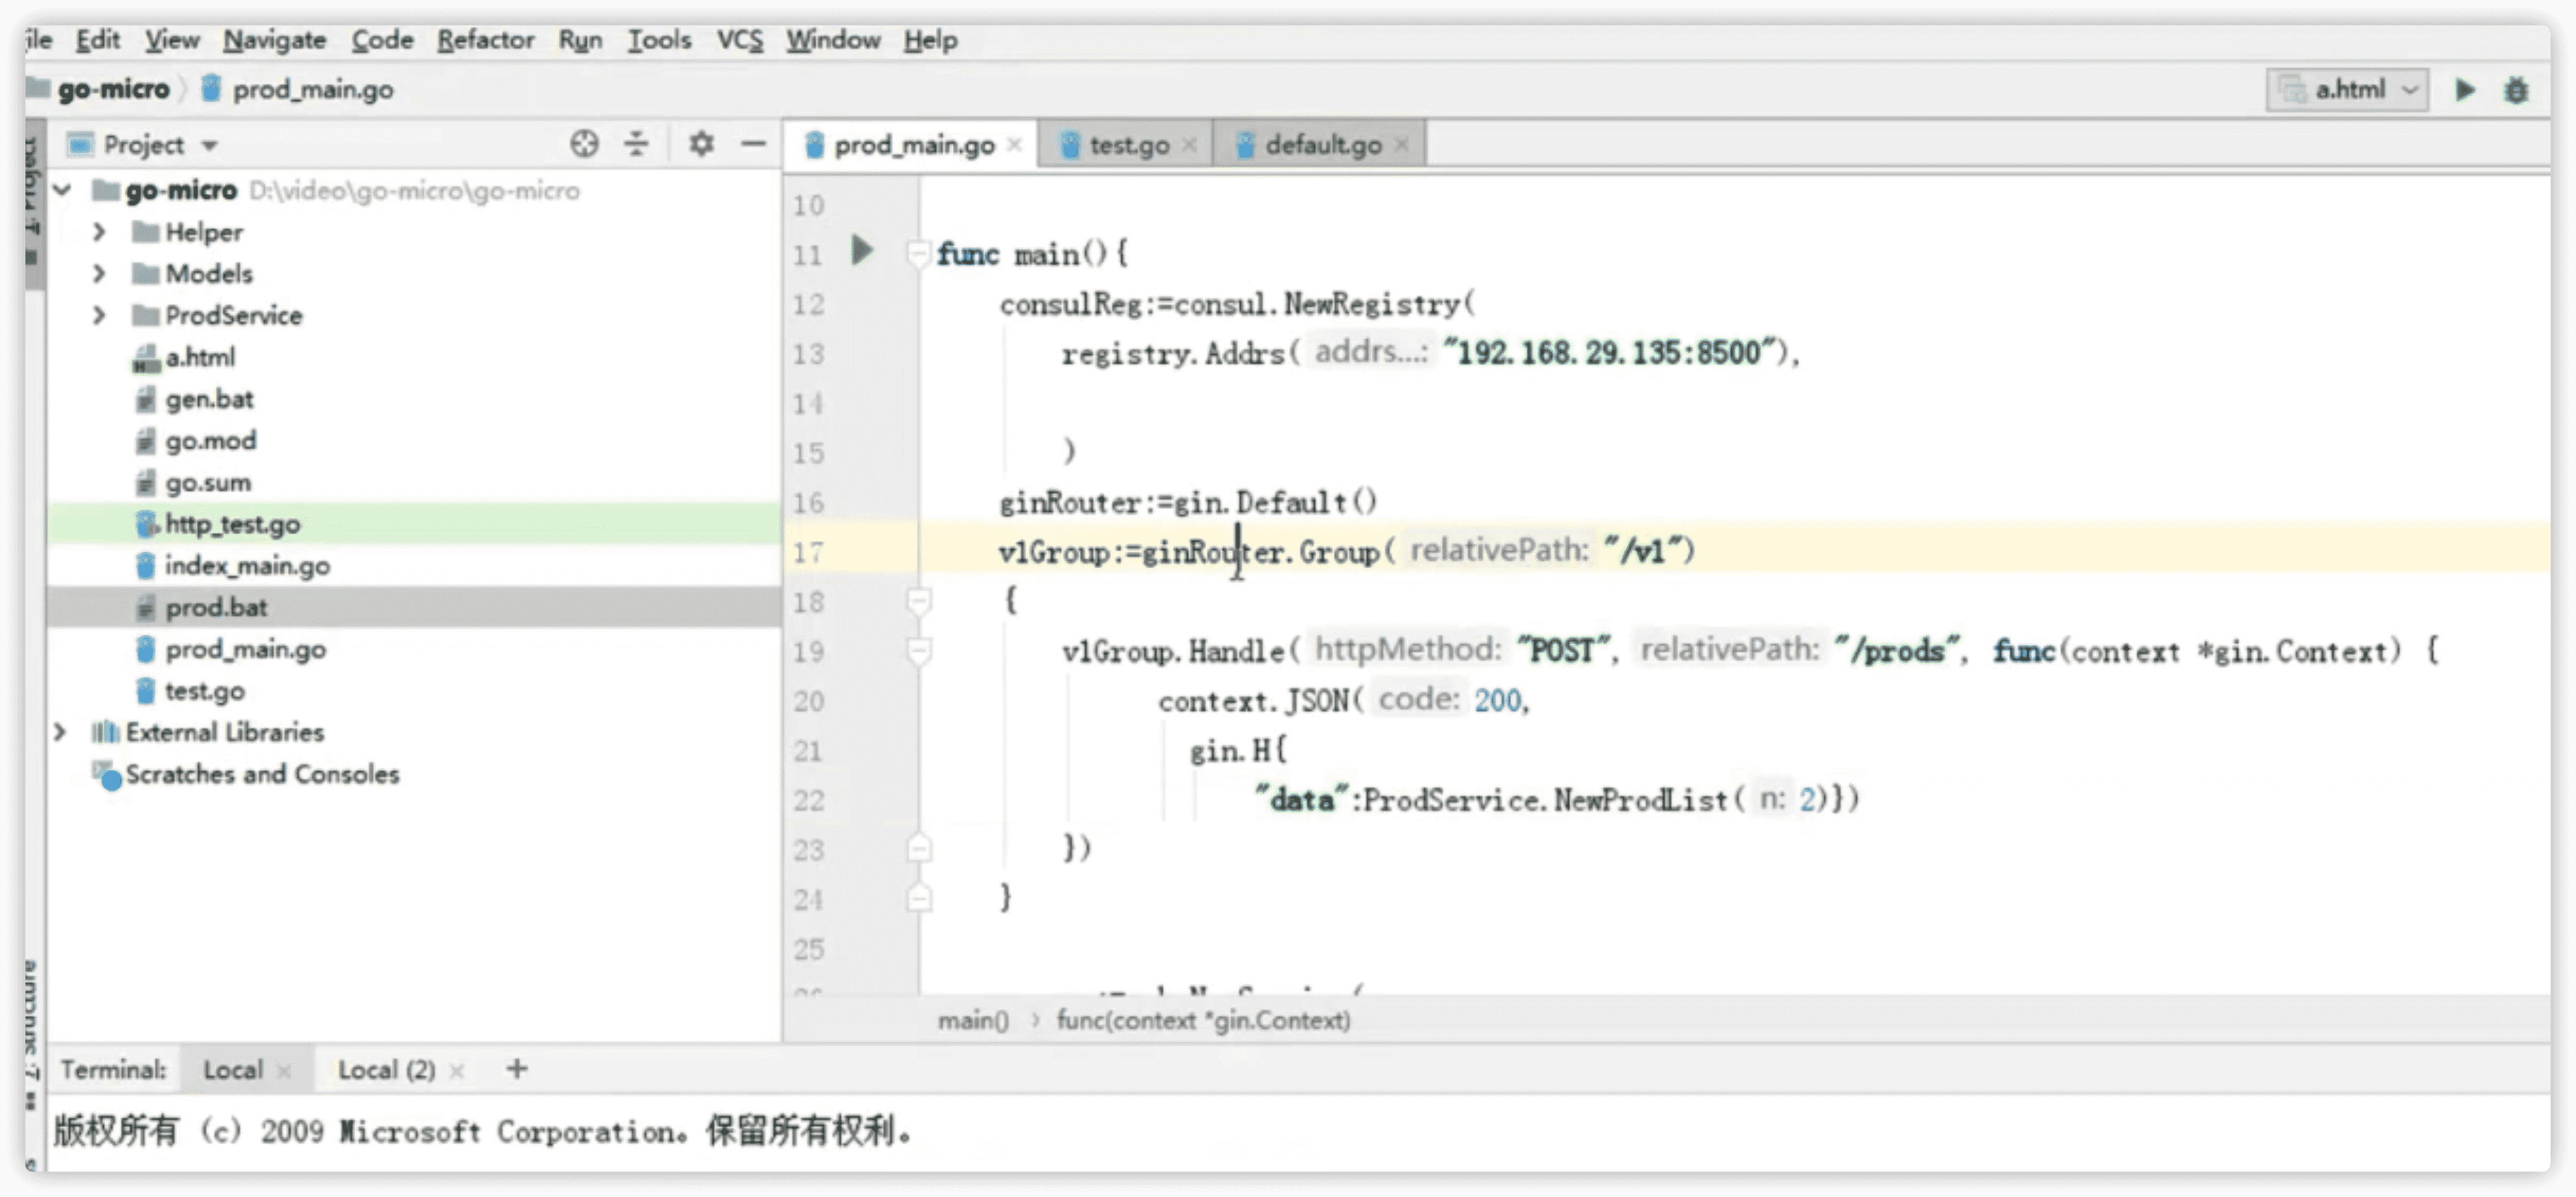 ile Edit View Navigate Code Refactor Run Tools VCS Window Help
go-micro prod_main.go a.html
1: Project
Project
prod_main.go test.go default.go
go-micro D:\video\go-micro\go-micro
Helper
Models
ProdService
a.html
gen.bat
go.mod
go.sum
http_test.go
index_main.go
prod.bat
prod_main.go
test.go
External Libraries
Scratches and Consoles
10
11 func main(){
12 consulReg:=consul.NewRegistry(
13 registry.Addrs( addrs...: "192.168.29.135:8500"),
14
15 )
16 ginRouter:=gin.Default()
17 v1Group:=ginRouter.Group( relativePath: "/v1")
18 {
19 v1Group.Handle( httpMethod: "POST", relativePath: "/prods", func(context *gin.Context) {
20 context.JSON( code: 200,
21 gin.H{
22 "data":ProdService.NewProdList( n: 2)})
23 })
24 }
25
main() › func(context *gin.Context)
Z: Structure
Terminal: Local Local (2) +
版权所有 (c) 2009 Microsoft Corporation。保留所有权利。